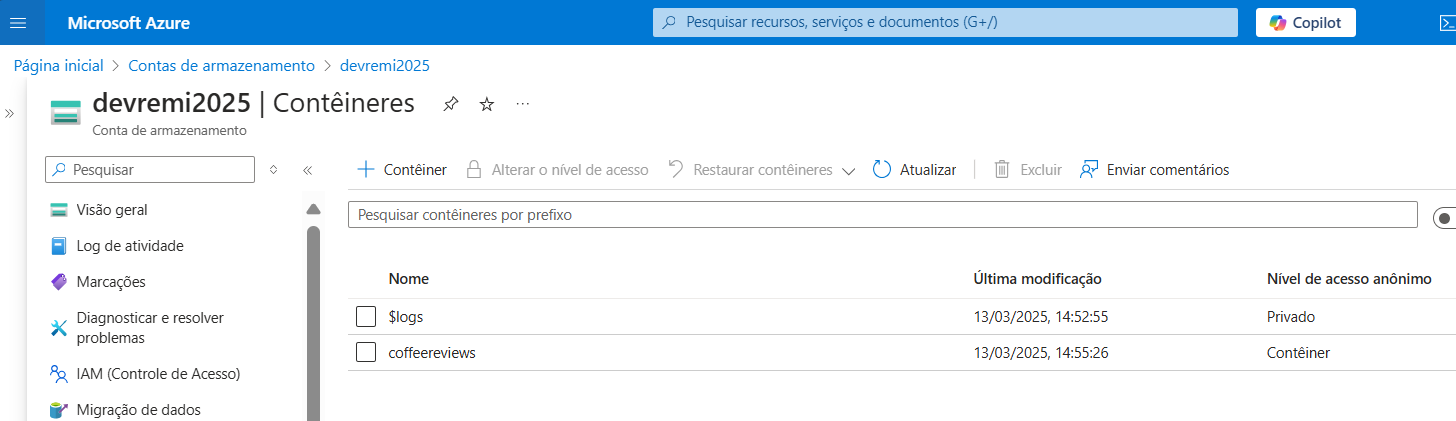 Microsoft Azure
Pesquisar recursos, serviços e documentos (G+/)
Copilot
Página inicial > Contas de armazenamento > devremi2025
devremi2025 | Contêineres
Conta de armazenamento
Pesquisar
Contêiner
Alterar o nível de acesso
Restaurar contêineres
Atualizar
Excluir
Enviar comentários
Visão geral
Log de atividade
Marcações
Diagnosticar e resolver
problemas
IAM (Controle de Acesso)
Migração de dados
Pesquisar contêineres por prefixo
Nome Última modificação Nível de acesso anônimo
$logs 13/03/2025, 14:52:55 Privado
coffeereviews 13/03/2025, 14:55:26 Contêiner